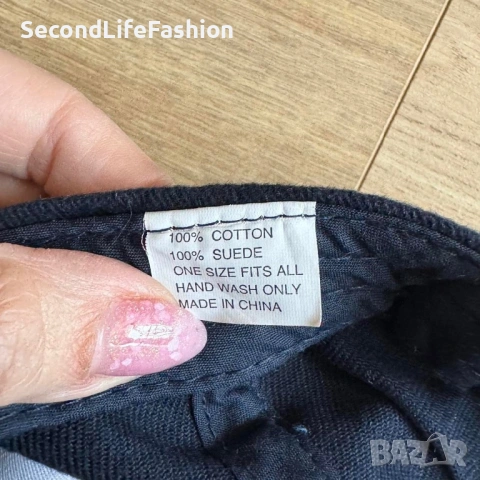 SecondLifeFashion
100% COTTON
100% SUEDE
ONE SIZE FITS ALL
HAND WASH ONLY
MADE IN CHINA
BAZAR